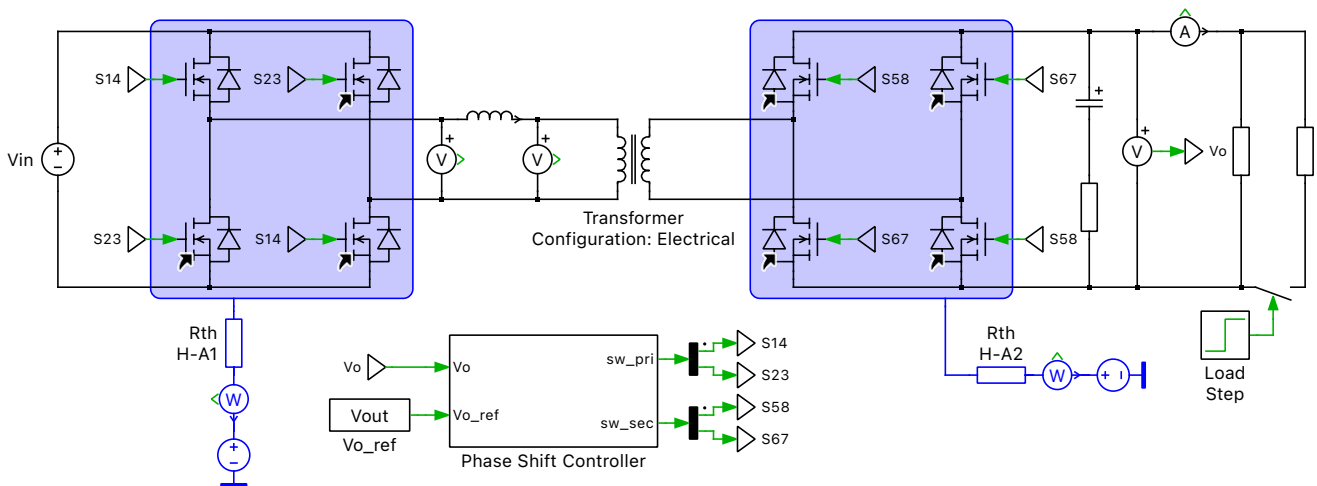 S14
S23
S58
S67
A
Vin
V
V
V
Vo
S23
S14
S67
S58
Transformer
Configuration: Electrical
Rth
H-A1
W
Vo
Vout
Vo_ref
Vo
Vo_ref
sw_pri
sw_sec
Phase Shift Controller
S14
S23
S58
S67
Rth
H-A2
W
Load
Step